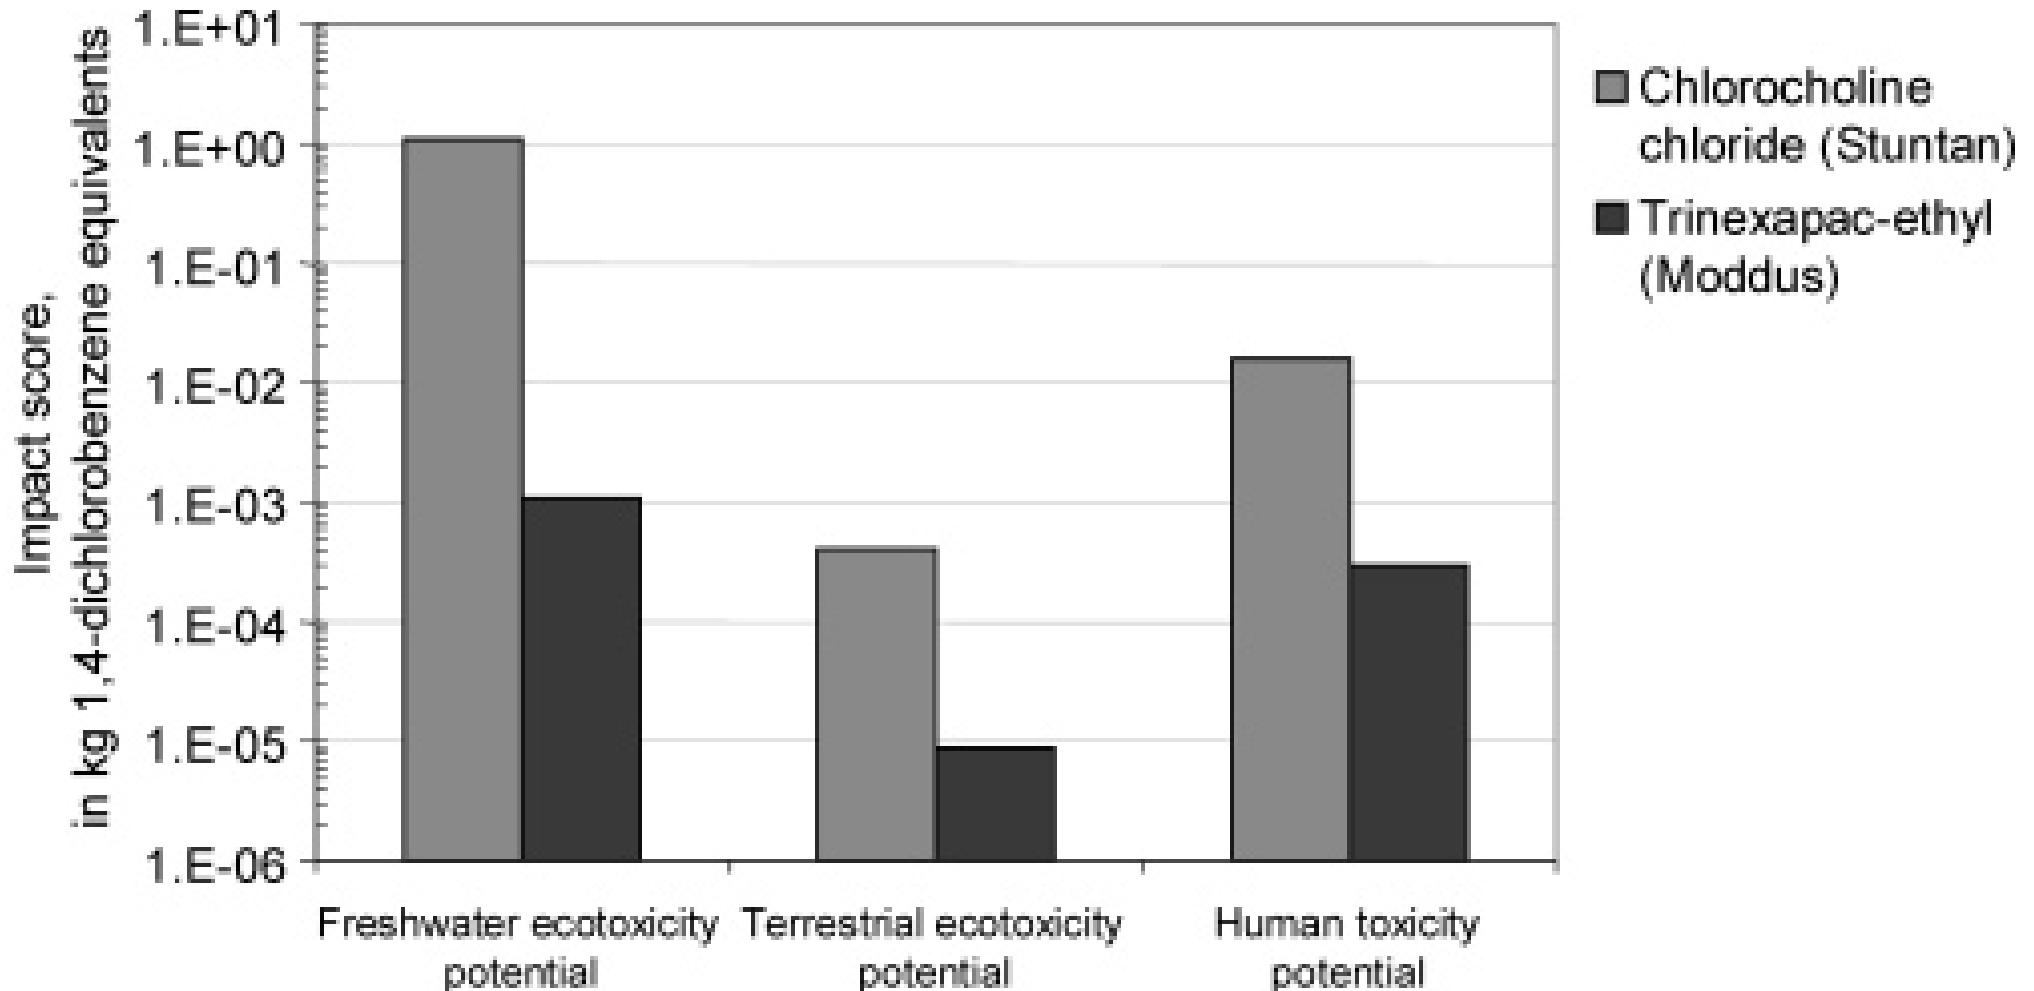 Impact score,
in kg 1,4-dichlorobenzene equivalents
1.E+01
1.E+00
1.E-01
1.E-02
1.E-03
1.E-04
1.E-05
1.E-06
Freshwater ecotoxicity
potential
Terrestrial ecotoxicity
potential
Human toxicity
potential
Chlorocholine
chloride (Stuntan)
Trinexapac-ethyl
(Moddus)